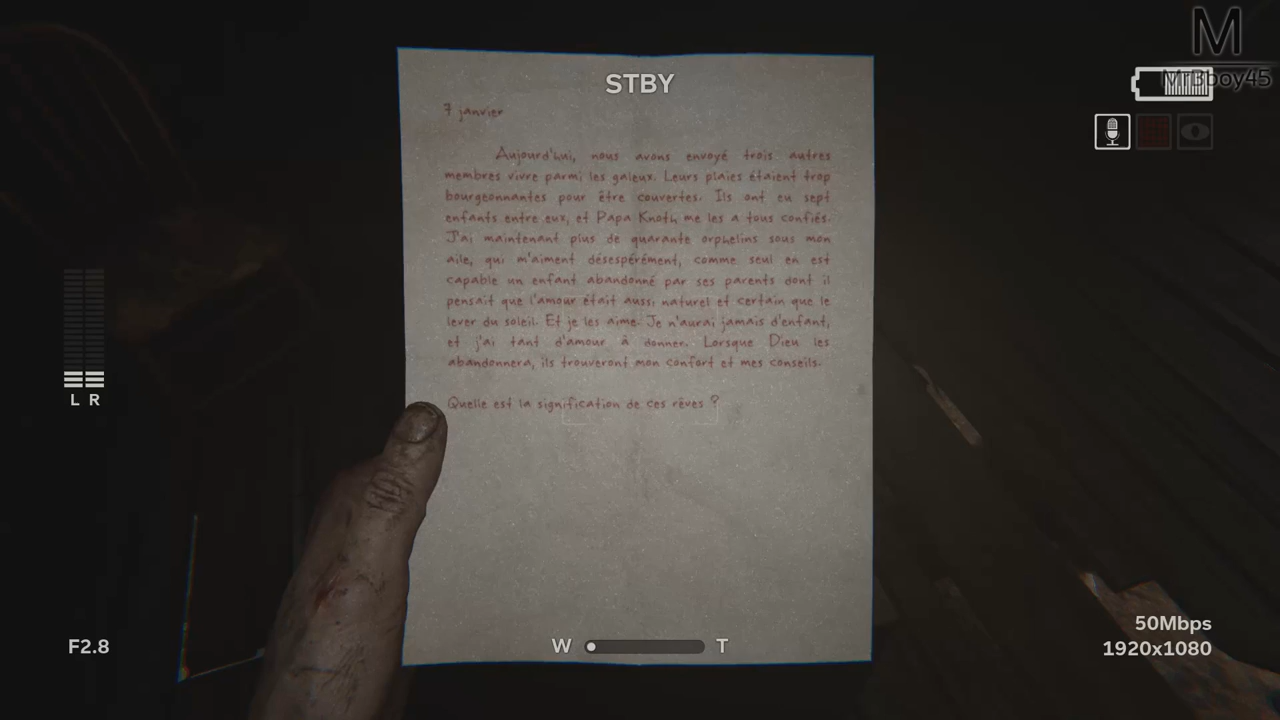 M
MrBboy45
STBY
7 janvier
Aujourd'hui, nous avons envoyé trois autres
membres vivre parmi les galeux. Leurs plaies étaient trop
bourgeonnantes pour être couvertes. Ils ont eu sept
enfants entre eux, et Papa Knoth me les a tous confiés.
J'ai maintenant plus de quarante orphelins sous mon
aile, qui m'aiment désespérément, comme seul en est
capable un enfant abandonné par ses parents dont il
pensait que l'amour était aussi naturel et certain que le
lever du soleil. Et je les aime. Je n'aurai jamais d'enfant,
et j'ai tant d'amour à donner. Lorsque Dieu les
abandonnera, ils trouveront mon confort et mes conseils.
Quelle est la signification de ces rêves ?
L R
F2.8
W T
50Mbps
1920x1080